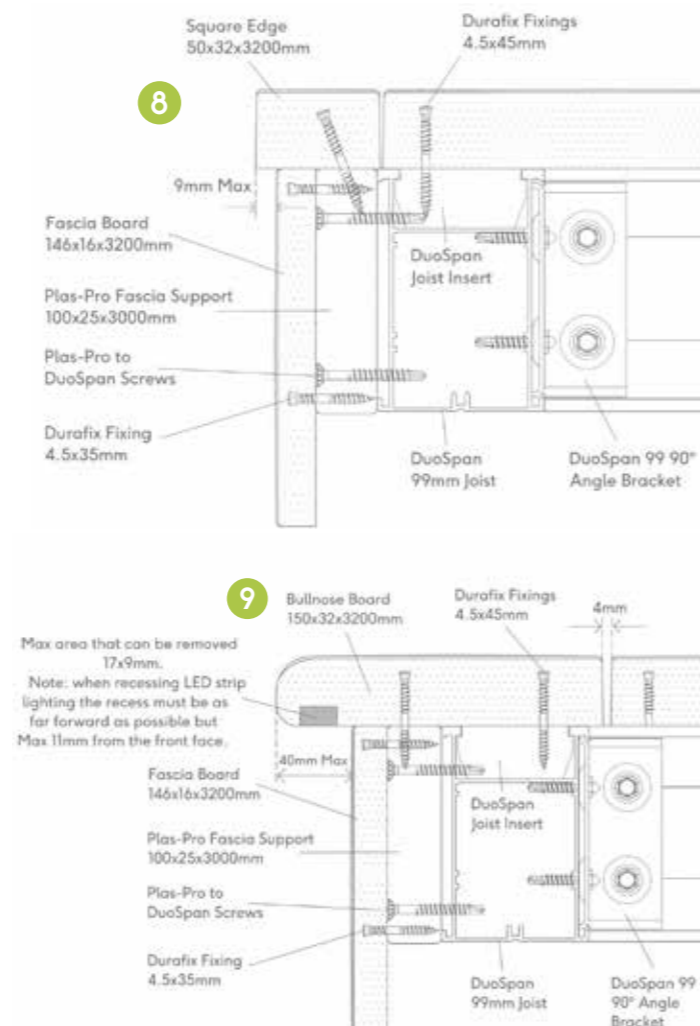 Square Edge
50x32x3200mm
Durafix Fixings
4.5x45mm
8
9mm Max
Fascia Board
146x16x3200mm
DuoSpan
Joist Insert
Plas-Pro Fascia Support
100x25x3000mm
Plas-Pro to
DuoSpan Screws
Durafix Fixing
4.5x35mm
DuoSpan
99mm Joist
DuoSpan 99 90°
Angle Bracket
9
Bullnose Board
150x32x3200mm
Durafix Fixings
4.5x45mm
4mm
Max area that can be removed
17x9mm.
Note: when recessing LED strip
lighting the recess must be as
far forward as possible but
Max 11mm from the front face.
40mm Max
Fascia Board
146x16x3200mm
DuoSpan
Joist Insert
Plas-Pro Fascia Support
100x25x3000mm
Plas-Pro to
DuoSpan Screws
Durafix Fixing
4.5x35mm
DuoSpan
99mm Joist
DuoSpan 99
90° Angle
Bracket